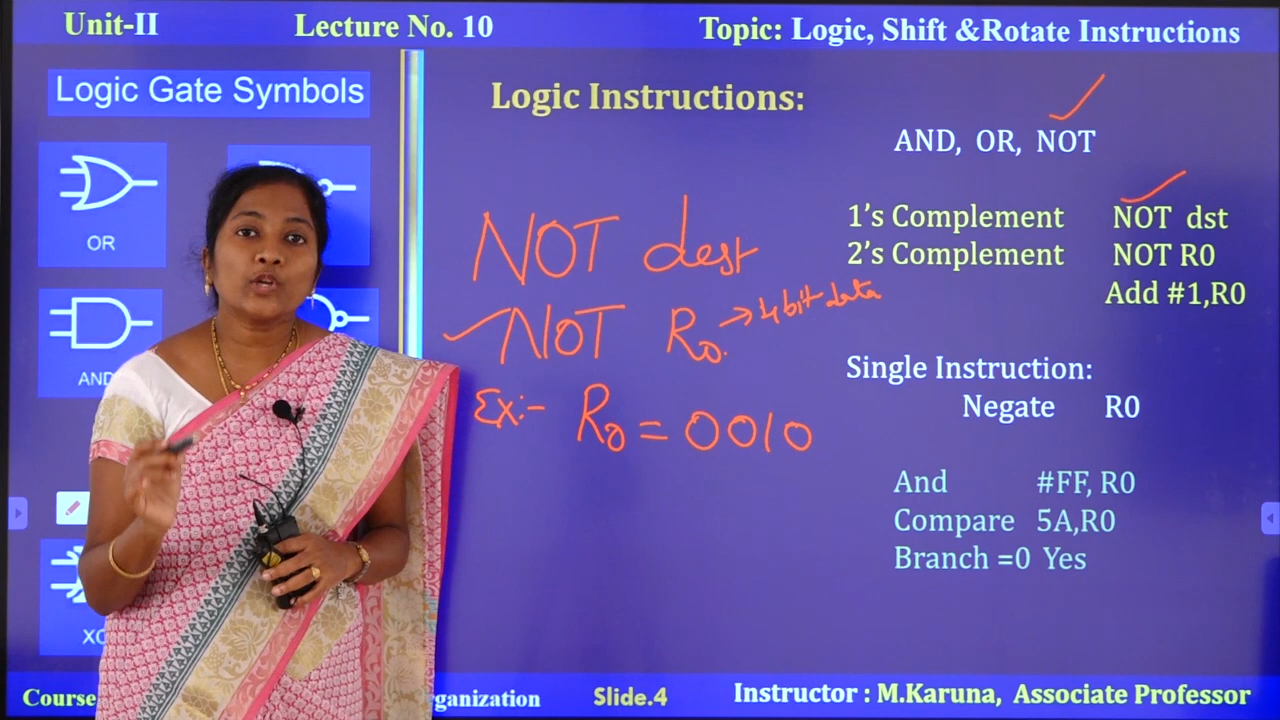 Unit-II
Lecture No. 10
Topic: Logic, Shift &Rotate Instructions
Logic Gate Symbols
OR
AND
Logic Instructions:
AND, OR, NOT
1's Complement NOT dst
2's Complement NOT R0
Add #1,R0
Single Instruction:
Negate R0
And #FF, R0
Compare 5A,R0
Branch =0 Yes
NOT dest
NOT R0. → 4 bit data
Ex:- R0 = 0010
Course
Slide.4
Instructor : M.Karuna, Associate Professor